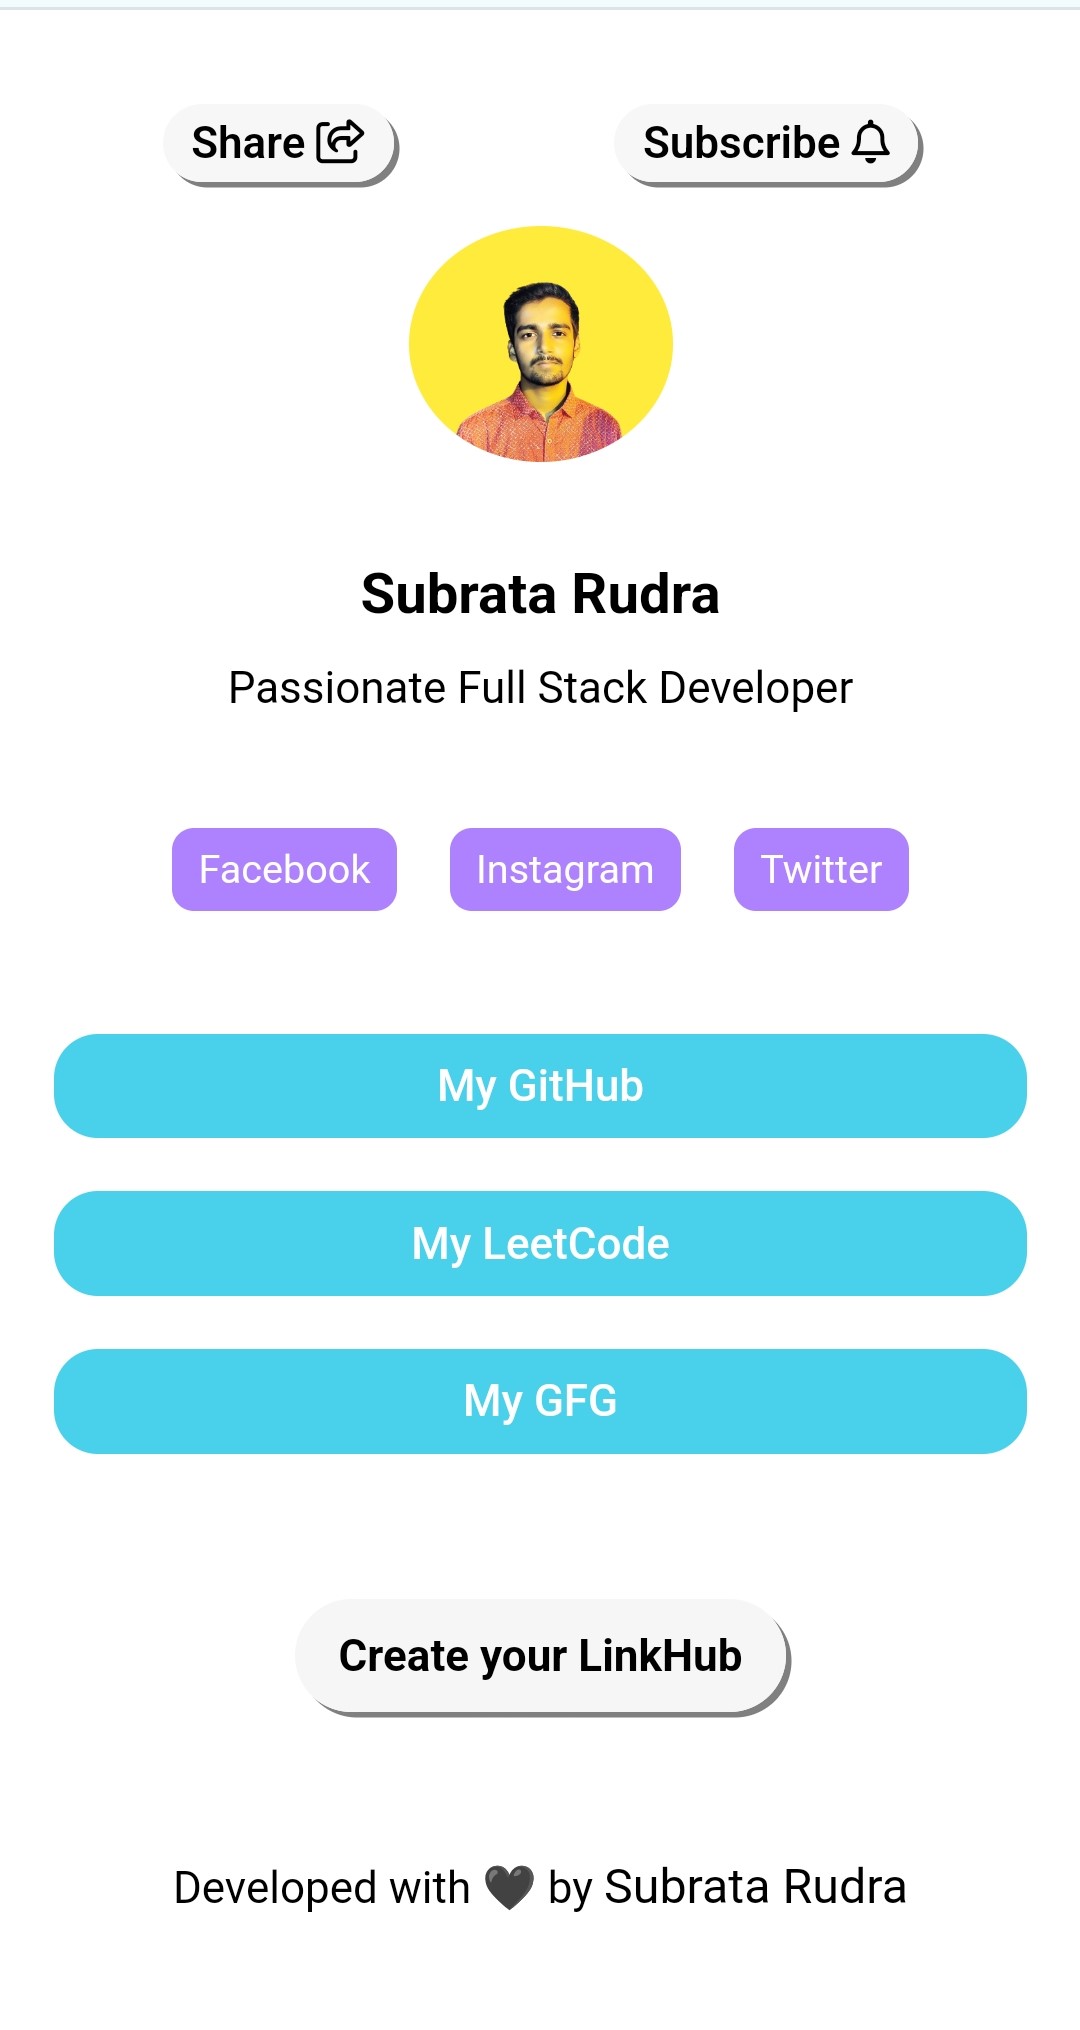 Share
Subscribe
Subrata Rudra
Passionate Full Stack Developer
Facebook
Instagram
Twitter
My GitHub
My LeetCode
My GFG
Create your LinkHub
Developed with 🖤 by Subrata Rudra